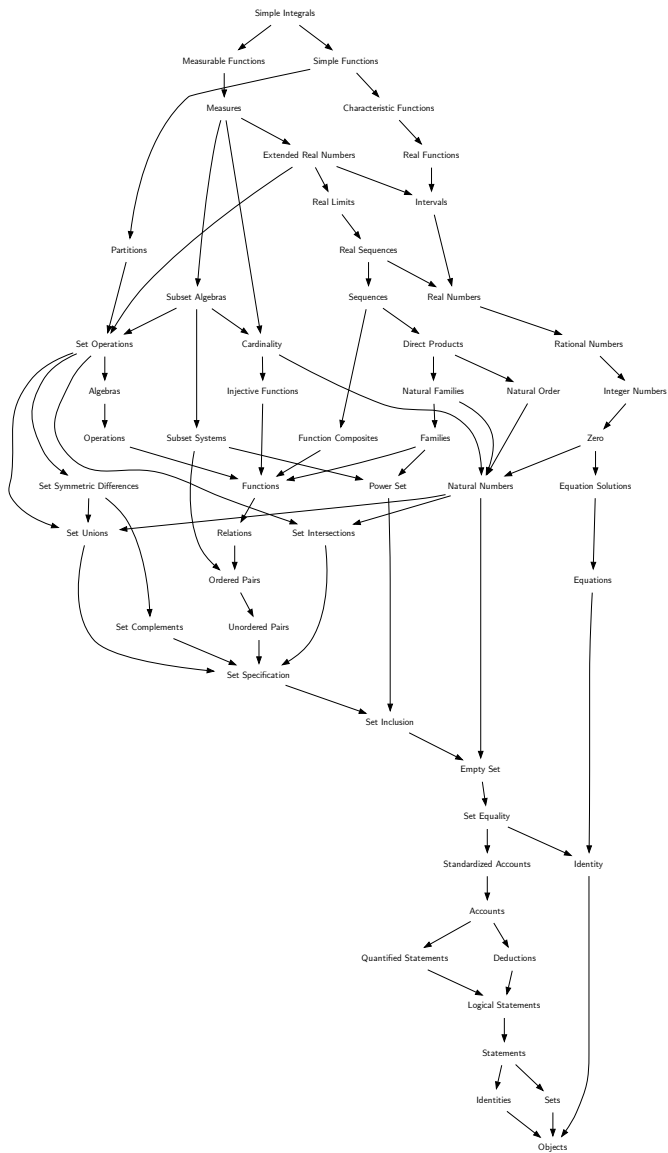 Simple Integrals
Measurable Functions
Simple Functions
Measures
Characteristic Functions
Extended Real Numbers
Real Functions
Real Limits
Intervals
Partitions
Real Sequences
Subset Algebras
Sequences
Real Numbers
Set Operations
Cardinality
Direct Products
Rational Numbers
Algebras
Injective Functions
Natural Families
Natural Order
Integer Numbers
Operations
Subset Systems
Function Composites
Families
Zero
Set Symmetric Differences
Functions
Power Set
Natural Numbers
Equation Solutions
Set Unions
Relations
Set Intersections
Ordered Pairs
Equations
Set Complements
Unordered Pairs
Set Specification
Set Inclusion
Empty Set
Set Equality
Standardized Accounts
Identity
Accounts
Quantified Statements
Deductions
Logical Statements
Statements
Identities
Sets
Objects